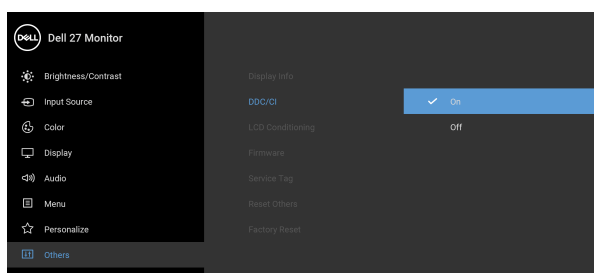 DELL Dell 27 Monitor
Brightness/Contrast
Display Info
Input Source
DDC/CI
On
Color
LCD Conditioning
Off
Display
Firmware
Audio
Service Tag
Menu
Reset Others
Personalize
Factory Reset
Others